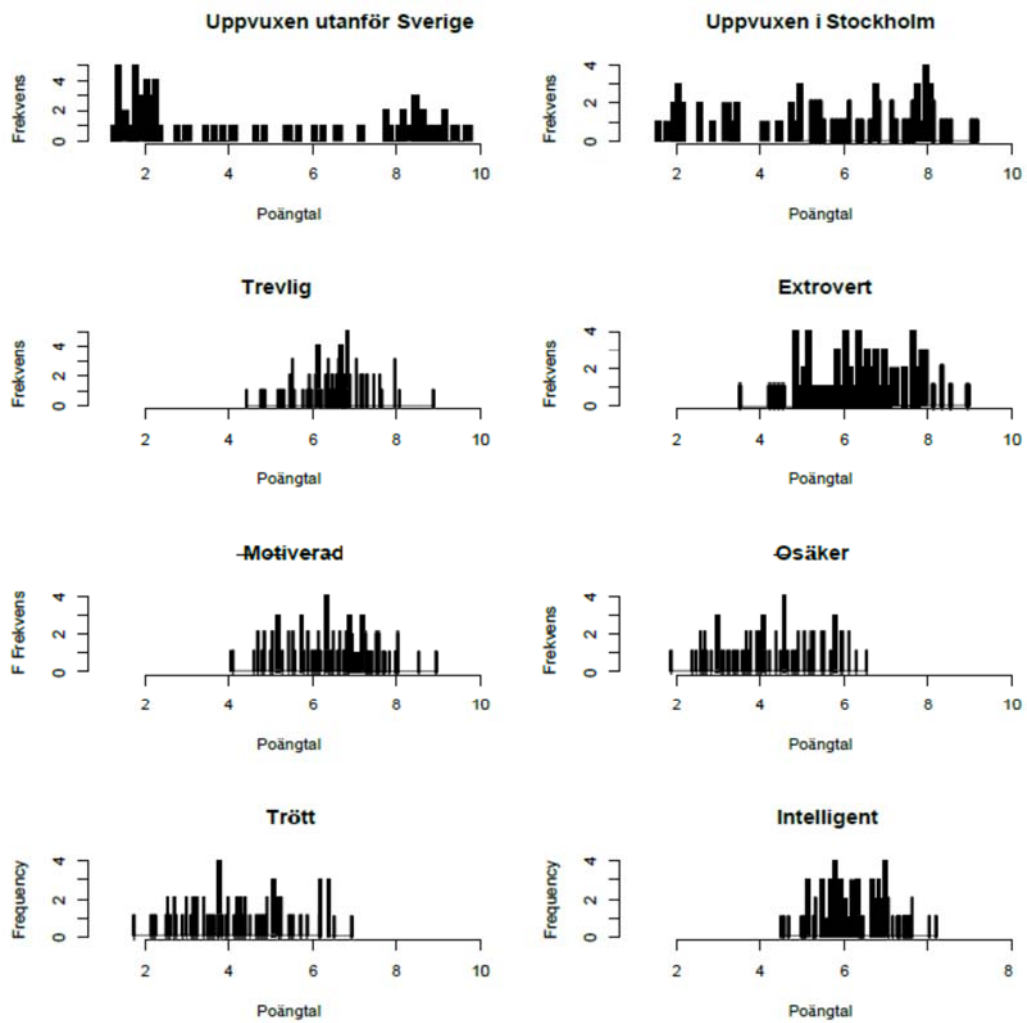 Uppvuxen utanför Sverige
Frekvens
0 2 4
2 4 6 8 10
Poängtal
Uppvuxen i Stockholm
Frekvens
0 2 4
2 4 6 8 10
Poängtal
Trevlig
Frekvens
0 2 4
2 4 6 8 10
Poängtal
Extrovert
Frekvens
0 2 4
2 4 6 8 10
Poängtal
Motiverad
F Frekvens
0 2 4
2 4 6 8 10
Poängtal
Osäker
Frekvens
0 2 4
2 4 6 8 10
Poängtal
Trött
Frequency
0 2 4
2 4 6 8 10
Poängtal
Intelligent
Frequency
0 2 4
2 4 6 8
Poängtal